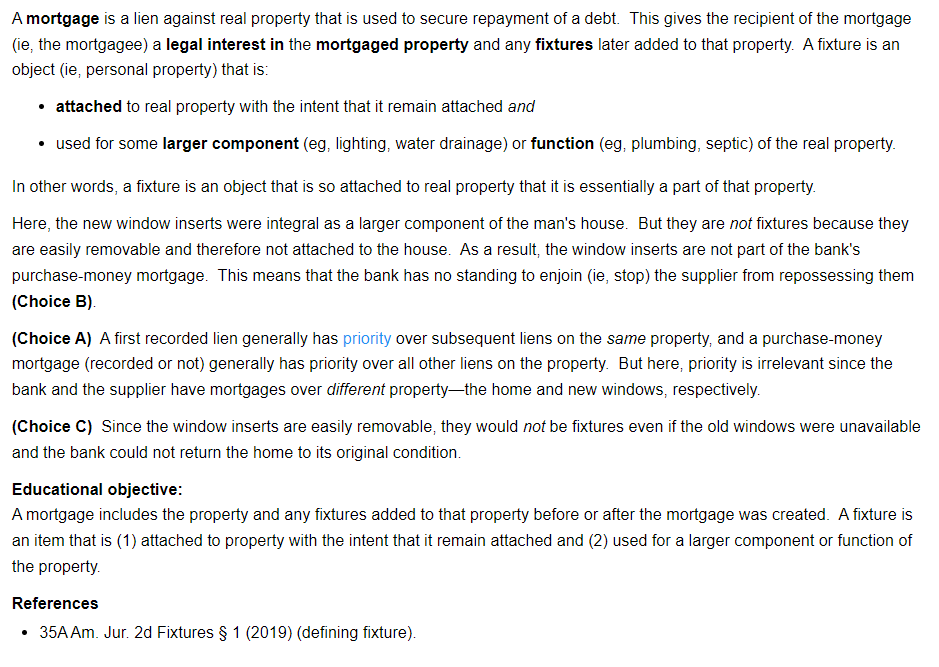 A mortgage is a lien against real property that is used to secure repayment of a debt.  This gives the recipient of the mortgage
(ie, the mortgagee) a legal interest in the mortgaged property and any fixtures later added to that property.  A fixture is an
object (ie, personal property) that is:
• attached to real property with the intent that it remain attached and
• used for some larger component (eg, lighting, water drainage) or function (eg, plumbing, septic) of the real property.
In other words, a fixture is an object that is so attached to real property that it is essentially a part of that property.
Here, the new window inserts were integral as a larger component of the man's house.  But they are not fixtures because they
are easily removable and therefore not attached to the house.  As a result, the window inserts are not part of the bank's
purchase-money mortgage.  This means that the bank has no standing to enjoin (ie, stop) the supplier from repossessing them
(Choice B).
(Choice A)  A first recorded lien generally has priority over subsequent liens on the same property, and a purchase-money
mortgage (recorded or not) generally has priority over all other liens on the property.  But here, priority is irrelevant since the
bank and the supplier have mortgages over different property—the home and new windows, respectively.
(Choice C)  Since the window inserts are easily removable, they would not be fixtures even if the old windows were unavailable
and the bank could not return the home to its original condition.
Educational objective:
A mortgage includes the property and any fixtures added to that property before or after the mortgage was created.  A fixture is
an item that is (1) attached to property with the intent that it remain attached and (2) used for a larger component or function of
the property.
References
• 35A Am. Jur. 2d Fixtures § 1 (2019) (defining fixture).